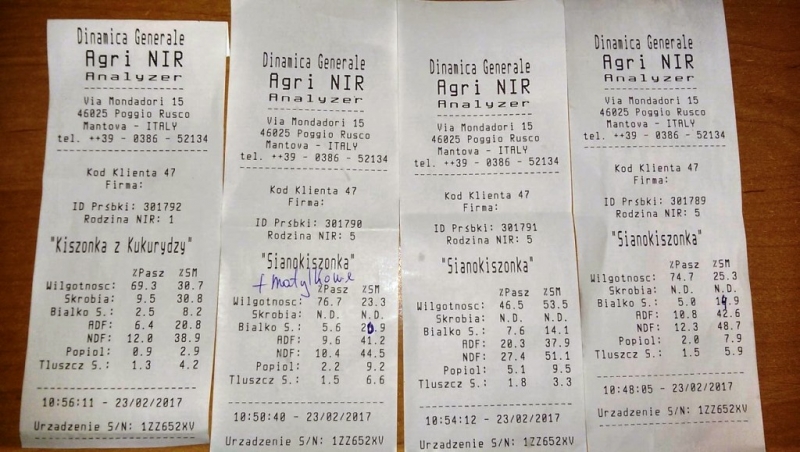 Dinamica Generale
Agri NIR
Analyzer
Via Mondadori 15
46025 Poggio Rusco
Mantova - ITALY
tel. ++39 - 0386 - 52134
Kod Klienta 47
Firma:
ID Prśbki: 301792
Rodzina NIR: 1
"Kiszonka z Kukurydzy"
%Pasz %SM
Wilgotnosc: 69.3 30.7
Skrobia: 9.5 30.8
Bialko S.: 2.5 8.2
ADF: 6.4 20.8
NDF: 12.0 38.9
Popiol: 0.9 2.9
Tluszcz S.: 1.3 4.2
10:56:11 - 23/02/2017
Urzadzenie S/N: 1ZZ652XV
Dinamica Generale
Agri NIR
Analyzer
Via Mondadori 15
46025 Poggio Rusco
Mantova - ITALY
tel. ++39 - 0386 - 52134
Kod Klienta 47
Firma:
ID Prśbki: 301790
Rodzina NIR: 5
"Sianokiszonka"
+ motylkowe
%Pasz %SM
Wilgotnosc: 76.7 23.3
Skrobia: N.D. N.D.
Bialko S.: 5.6
ADF: 9.6 41.2
NDF: 10.4 44.5
Popiol: 2.2 9.2
Tluszcz S.: 1.5 6.6
10:50:40 - 23/02/2017
Urzadzenie S/N: 1ZZ652XV
Dinamica Generale
Agri NIR
Analyzer
Via Mondadori 15
46025 Poggio Rusco
Mantova - ITALY
tel. ++39 - 0386 - 52134
Kod Klienta 47
Firma:
ID Prśbki: 301791
Rodzina NIR: 5
"Sianokiszonka"
%Pasz %SM
Wilgotnosc: 46.5 53.5
Skrobia: N.D. N.D.
Bialko S.: 7.6 14.1
ADF: 20.3 37.9
NDF: 27.4 51.1
Popiol: 5.1 9.5
Tluszcz S.: 1.8 3.3
10:54:12 - 23/02/2017
Urzadzenie S/N: 1ZZ652XV
Dinamica Generale
Agri NIR
Analyzer
Via Mondadori 15
46025 Poggio Rusco
Mantova - ITALY
tel. ++39 - 0386 - 52134
Kod Klienta 47
Firma:
ID Prśbki: 301789
Rodzina NIR: 5
"Sianokiszonka"
%Pasz %SM
Wilgotnosc: 74.7 25.3
Skrobia: N.D. N.D.
Bialko S.: 5.0
ADF: 10.8 42.6
NDF: 12.3 48.7
Popiol: 2.0 7.9
Tluszcz S.: 1.5 5.9
10:48:05 - 23/02/2017
Urzadzenie S/N: 1ZZ652XV